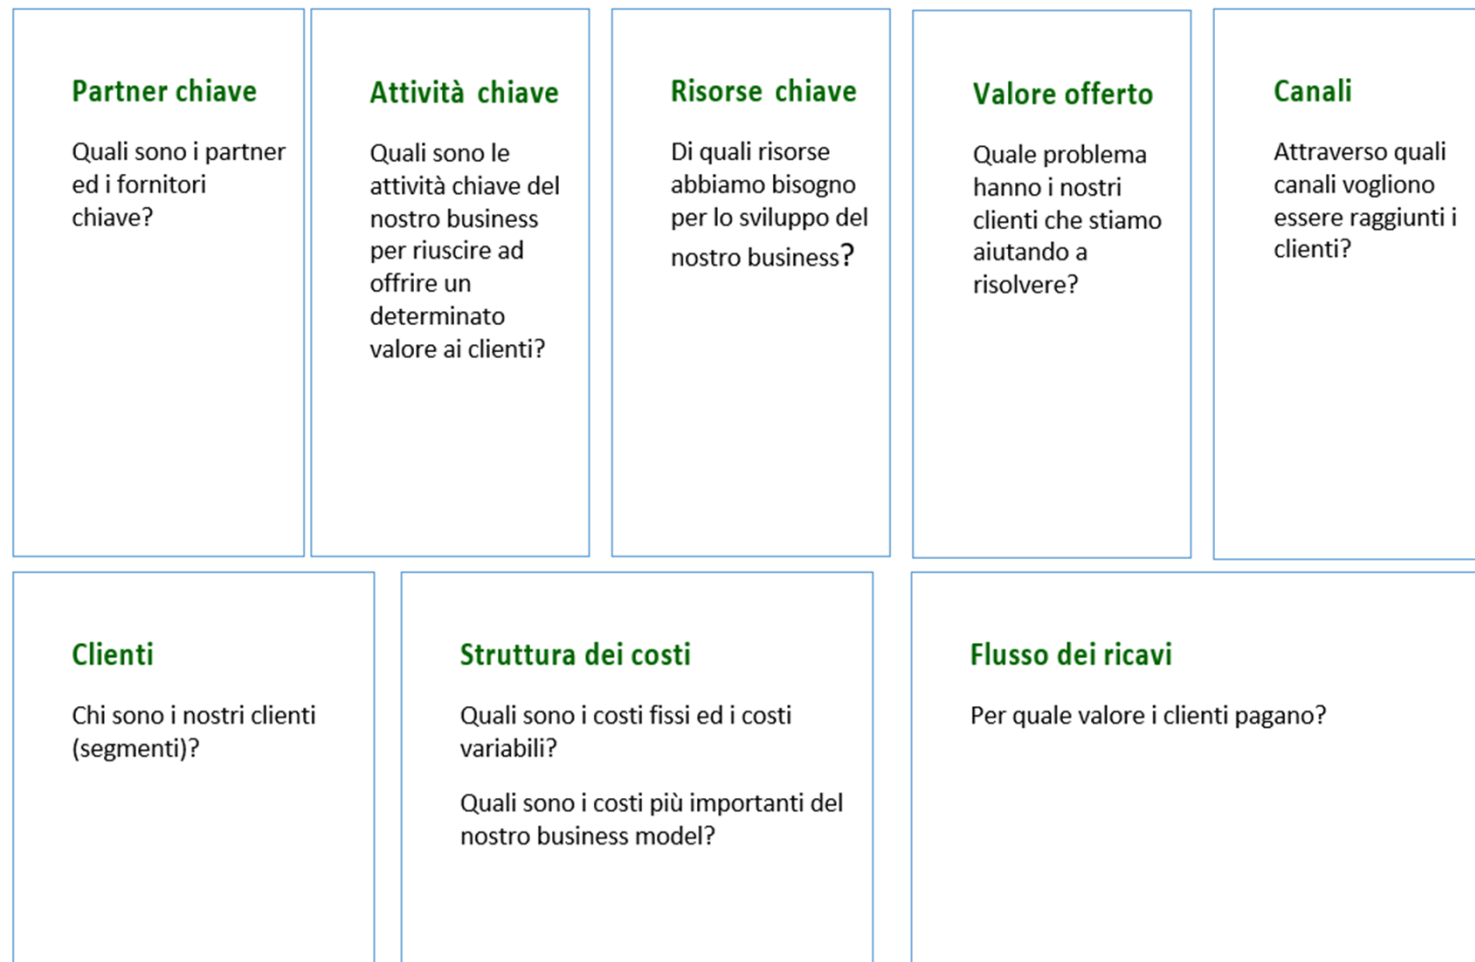 Partner chiave
Quali sono i partner
ed i fornitori
chiave?
Attività chiave
Quali sono le
attività chiave del
nostro business
per riuscire ad
offrire un
determinato
valore ai clienti?
Risorse chiave
Di quali risorse
abbiamo bisogno
per lo sviluppo del
nostro business?
Valore offerto
Quale problema
hanno i nostri
clienti che stiamo
aiutando a
risolvere?
Canali
Attraverso quali
canali vogliono
essere raggiunti i
clienti?
Clienti
Chi sono i nostri clienti
(segmenti)?
Struttura dei costi
Quali sono i costi fissi ed i costi
variabili?
Quali sono i costi più importanti del
nostro business model?
Flusso dei ricavi
Per quale valore i clienti pagano?